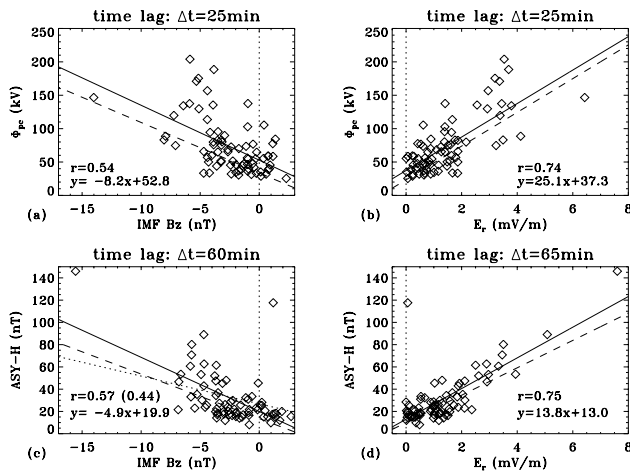 time lag: Δt=25min
Φpc (kV)
250
200
150
100
50
0
r=0.54
y= −8.2x+52.8
−15
−10
−5
0
(a)
IMF Bz (nT)
time lag: Δt=25min
Φpc (kV)
250
200
150
100
50
0
r=0.74
y=25.1x+37.3
0
2
4
6
8
(b)
Er (mV/m)
time lag: Δt=60min
ASY−H (nT)
140
120
100
80
60
40
20
0
r=0.57 (0.44)
y= −4.9x+19.9
−15
−10
−5
0
(c)
IMF Bz (nT)
time lag: Δt=65min
ASY−H (nT)
140
120
100
80
60
40
20
0
r=0.75
y=13.8x+13.0
0
2
4
6
8
(d)
Er (mV/m)